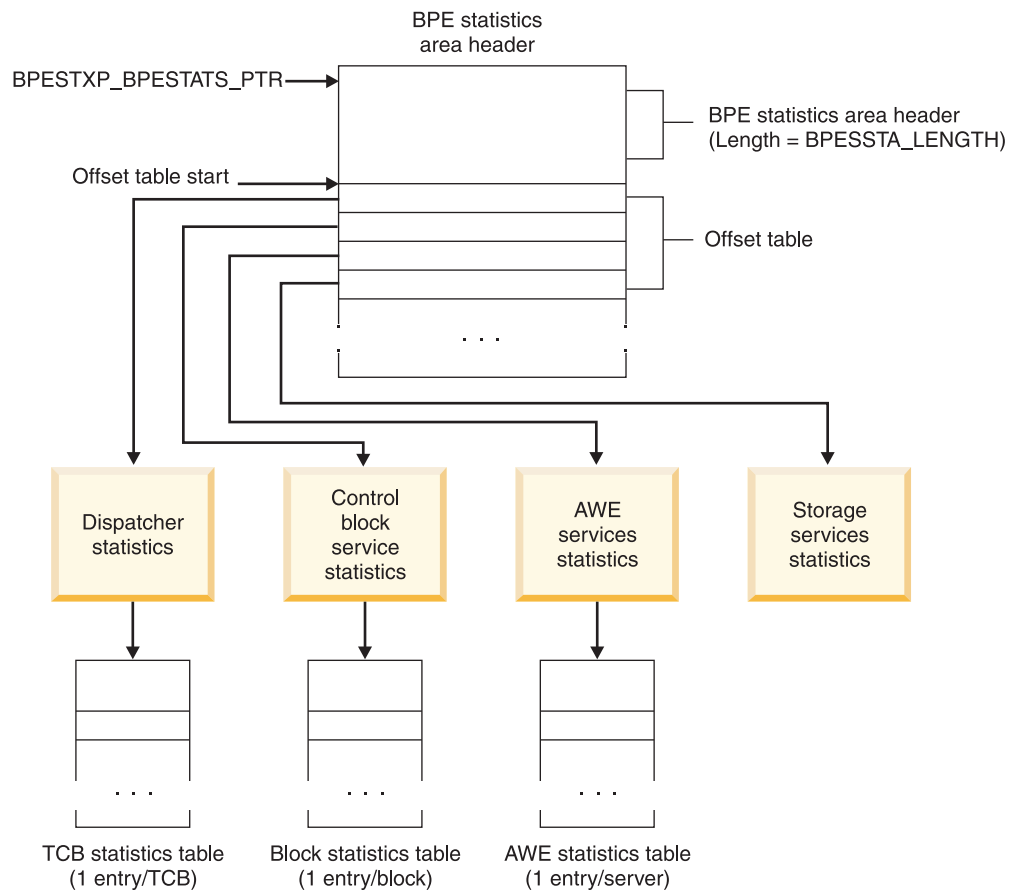 BPE statistics
area header
BPESTXP_BPESTATS_PTR
BPE statistics area header
(Length = BPESSTA_LENGTH)
Offset table start
Offset table
. . .
Dispatcher
statistics
Control
block
service
statistics
AWE
services
statistics
Storage
services
statistics
. . .
. . .
. . .
TCB statistics table
(1 entry/TCB)
Block statistics table
(1 entry/block)
AWE statistics table
(1 entry/server)